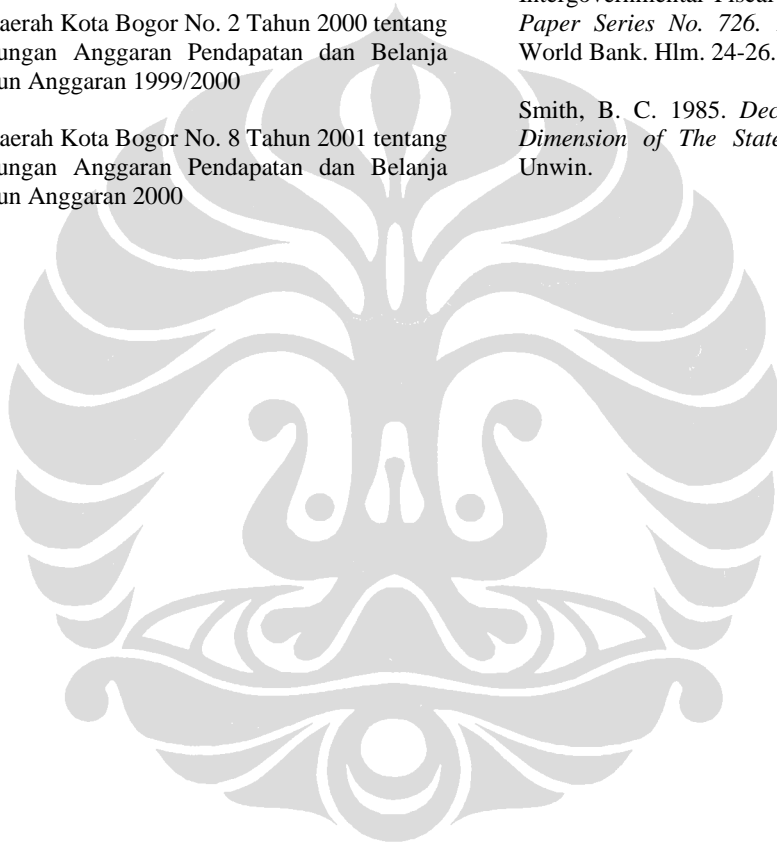 aerah Kota Bogor No. 2 Tahun 2000 tentang
ungan Anggaran Pendapatan dan Belanja
un Anggaran 1999/2000
aerah Kota Bogor No. 8 Tahun 2001 tentang
ungan Anggaran Pendapatan dan Belanja
un Anggaran 2000
Intergovernmental Fiscal
Paper Series No. 726.
World Bank. Hlm. 24-26.
Smith, B. C. 1985. Dec
Dimension of The State
Unwin.